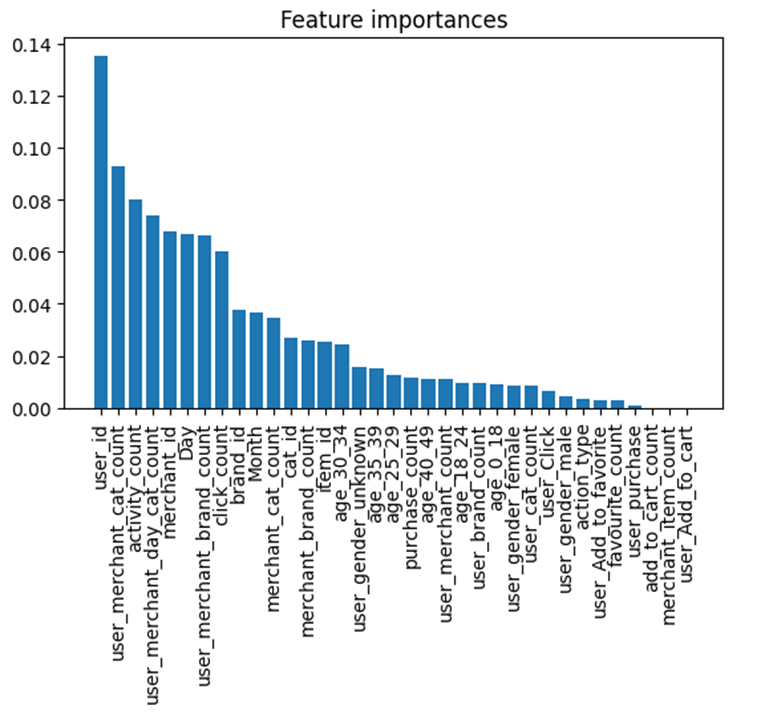 Feature importances
0.14
0.12
0.10
0.08
0.06
0.04
0.02
0.00
user_id
user_merchant_cat_count
activity_count
user_merchant_day_cat_count
merchant_id
Day
user_merchant_brand_count
click_count
brand_id
Month
merchant_cat_count
cat_id
merchant_brand_count
item_id
age_30_34
user_gender_unknown
age_35_39
age_25_29
purchase_count
age_40_49
user_merchant_count
age_18_24
user_brand_count
age_0_18
user_gender_female
user_cat_count
user_Click
user_gender_male
action_type
user_Add_to_favorite
favourite_count
user_purchase
add_to_cart_count
merchant_item_count
user_Add_to_cart